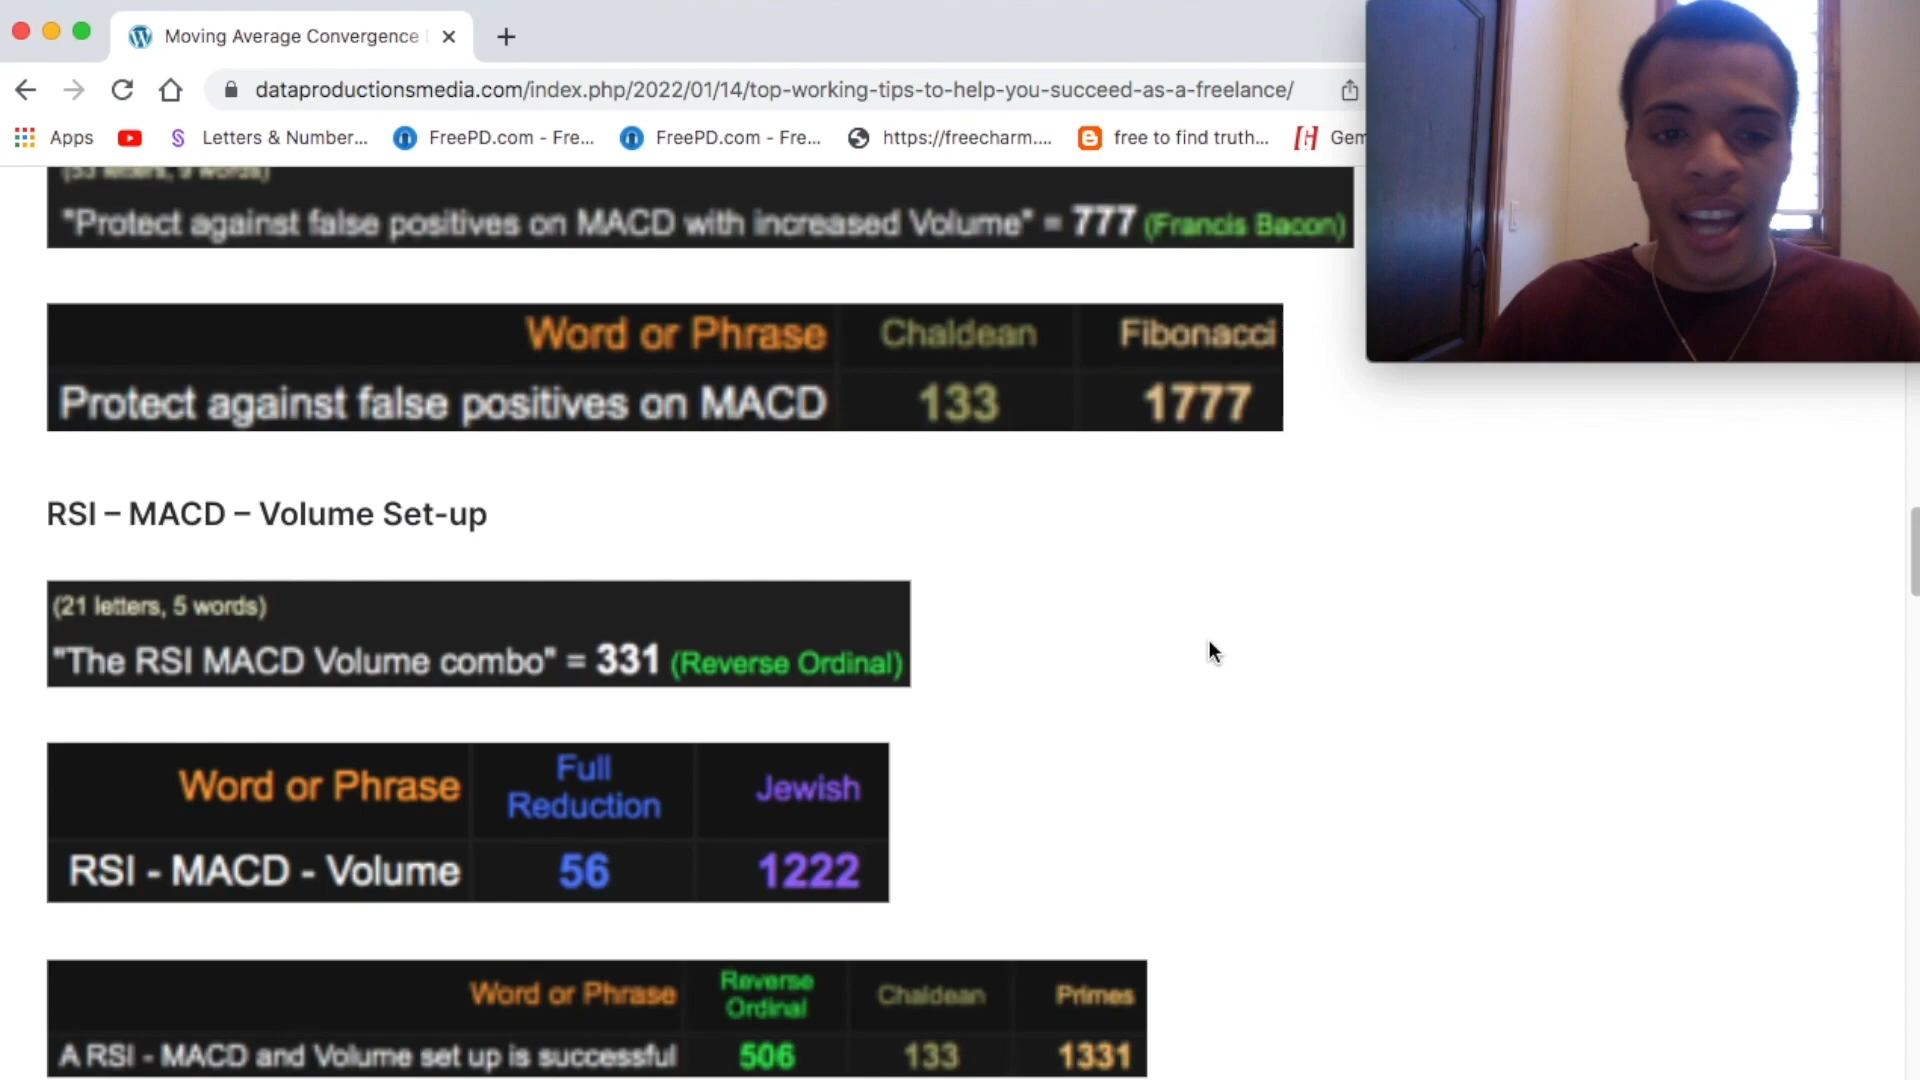 Moving Average Convergence
dataproductionsmedia.com/index.php/2022/01/14/top-working-tips-to-help-you-succeed-as-a-freelance/
Apps Letters & Number... FreePD.com - Fre... FreePD.com - Fre... https://freecharm.... free to find truth... Gem
(53 letters, 9 words)
"Protect against false positives on MACD with increased Volume" = 777 (Francis Bacon)
Word or Phrase Chaldean Fibonacci
Protect against false positives on MACD 133 1777
RSI – MACD – Volume Set-up
(21 letters, 5 words)
"The RSI MACD Volume combo" = 331 (Reverse Ordinal)
Word or Phrase Full Reduction Jewish
RSI - MACD - Volume 56 1222
Word or Phrase Reverse Ordinal Chaldean Primes
A RSI - MACD and Volume set up is successful 506 133 1331